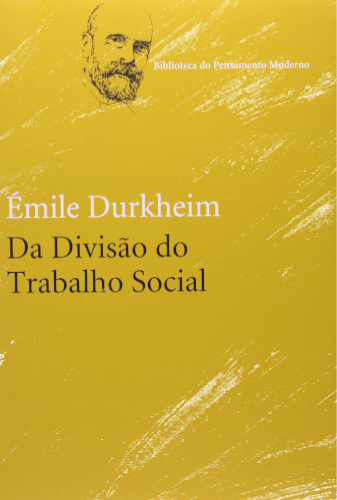 Biblioteca do Pensamento Moderno
Émile Durkheim
Da Divisão do
Trabalho Social